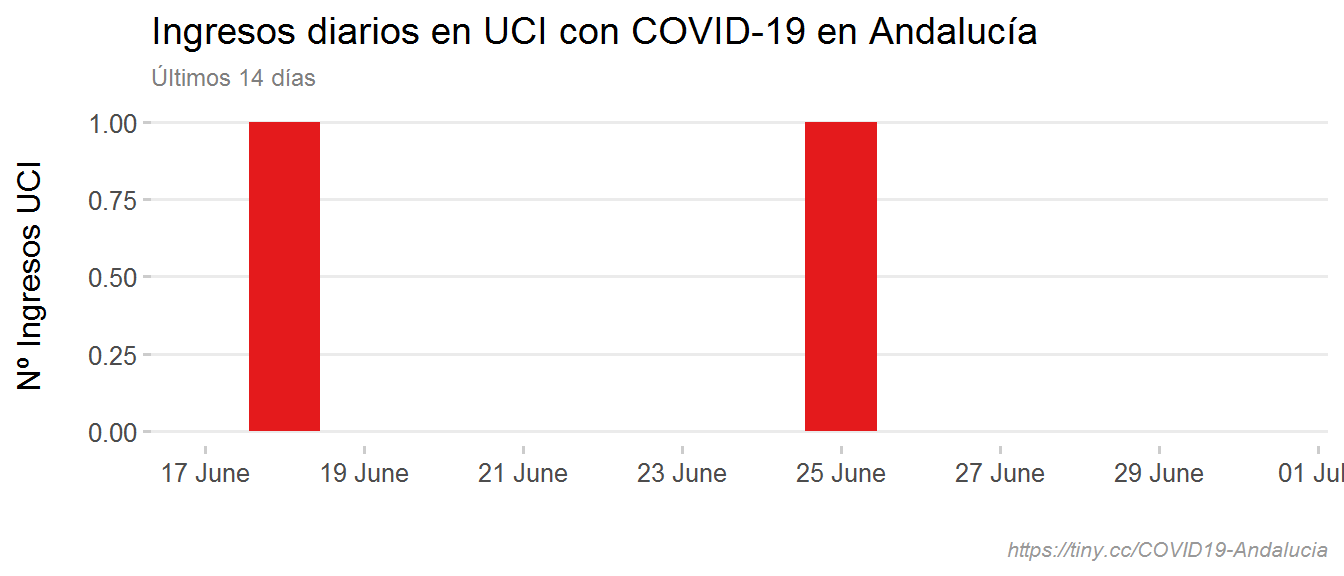 Ingresos diarios en UCI con COVID-19 en Andalucía
Últimos 14 días
Nº Ingresos UCI
1.00
0.75
0.50
0.25
0.00
17 June 19 June 21 June 23 June 25 June 27 June 29 June 01 Jul
https://tiny.cc/COVID19-Andalucia